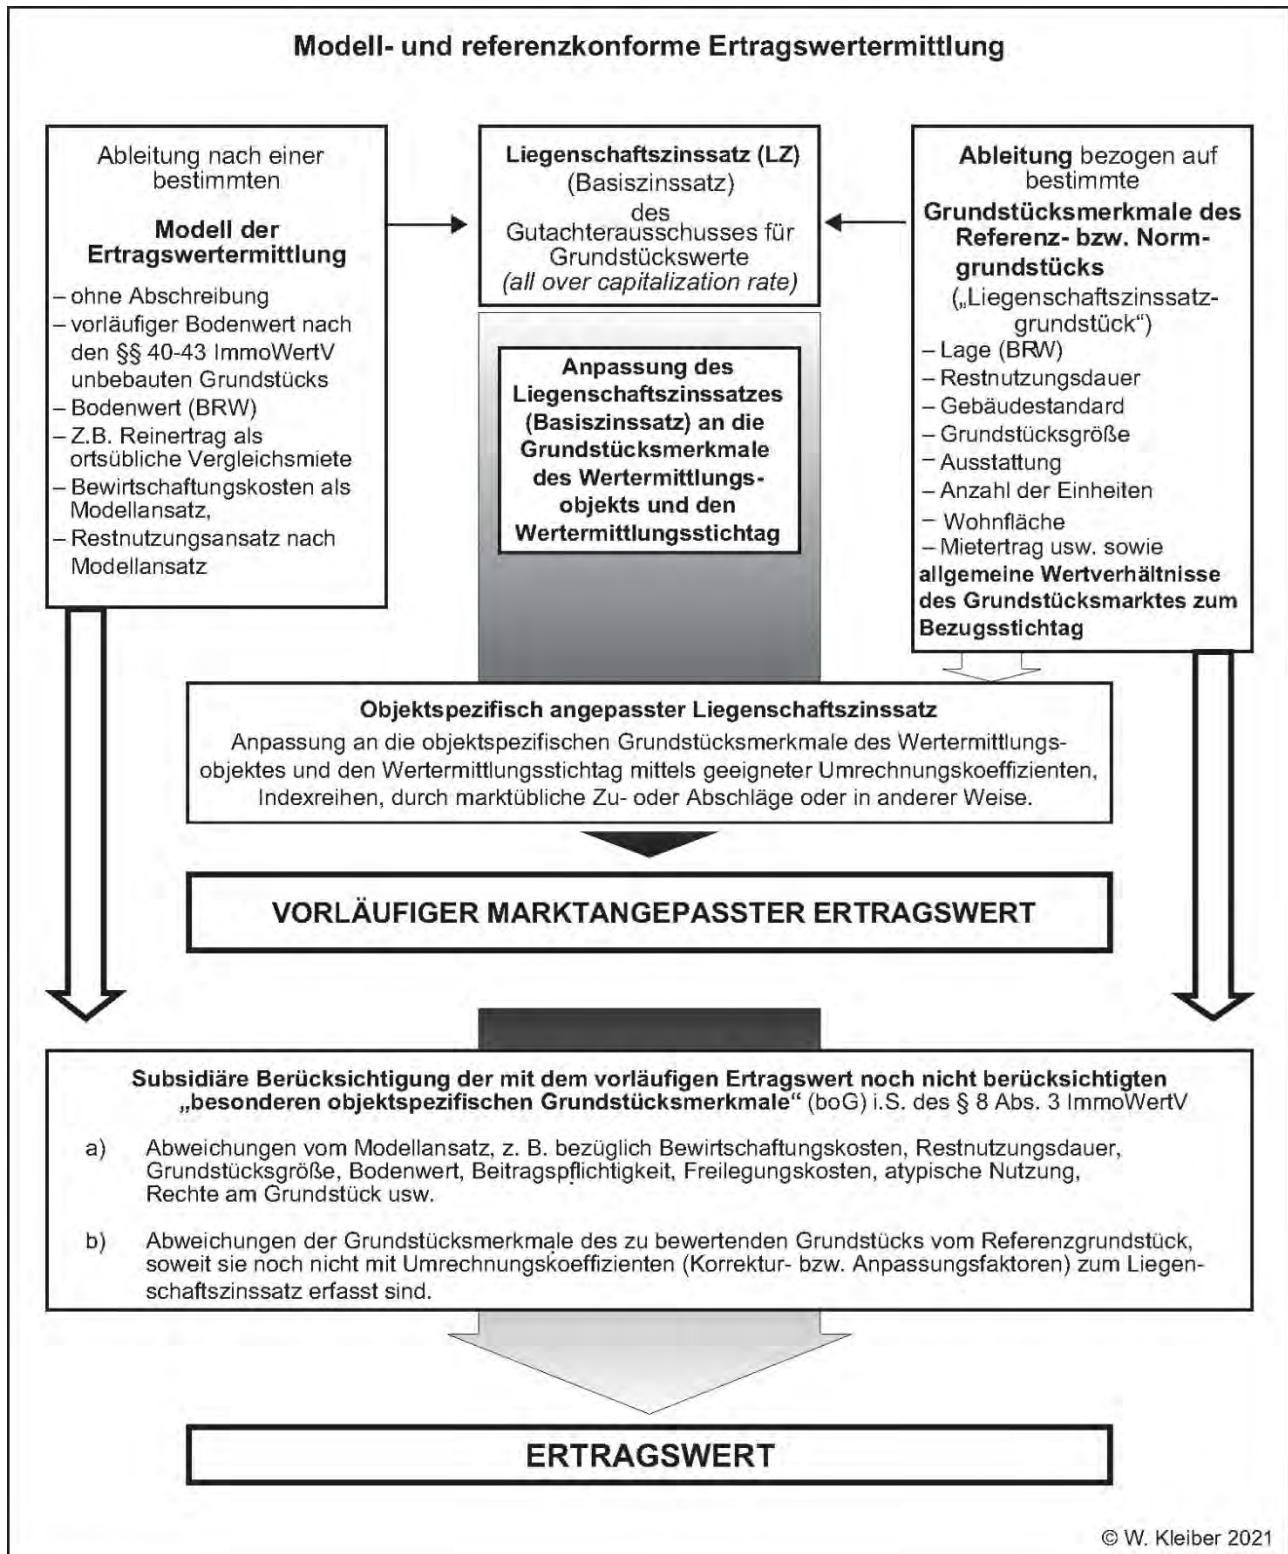 Modell- und referenzkonforme Ertragswertermittlung
Ableitung nach einer
bestimmten
Modell der
Ertragswertermittlung
– ohne Abschreibung
– vorläufiger Bodenwert nach
den §§ 40-43 ImmoWertV
unbebauten Grundstücks
– Bodenwert (BRW)
– Z.B. Reinertrag als
ortsübliche Vergleichsmiete
– Bewirtschaftungskosten als
Modellansatz,
– Restnutzungsansatz nach
Modellansatz
Liegenschaftszinssatz (LZ)
(Basiszinssatz)
des
Gutachterausschusses für
Grundstückswerte
(all over capitalization rate)
Anpassung des
Liegenschaftszinssatzes
(Basiszinssatz) an die
Grundstücksmerkmale
des Wertermittlungs-
objekts und den
Wertermittlungsstichtag
Ableitung bezogen auf
bestimmte
Grundstücksmerkmale des
Referenz- bzw. Norm-
grundstücks
(„Liegenschaftszinssatz-
grundstück“)
– Lage (BRW)
– Restnutzungsdauer
– Gebäudestandard
– Grundstücksgröße
– Ausstattung
– Anzahl der Einheiten
– Wohnfläche
– Mietertrag usw. sowie
allgemeine Wertverhältnisse
des Grundstücksmarktes zum
Bezugsstichtag
Objektspezifisch angepasster Liegenschaftszinssatz
Anpassung an die objektspezifischen Grundstücksmerkmale des Wertermittlungs-
objektes und den Wertermittlungsstichtag mittels geeigneter Umrechnungskoeffizienten,
Indexreihen, durch marktübliche Zu- oder Abschläge oder in anderer Weise.
VORLÄUFIGER MARKTANGEPASSTER ERTRAGSWERT
Subsidiäre Berücksichtigung der mit dem vorläufigen Ertragswert noch nicht berücksichtigten
„besonderen objektspezifischen Grundstücksmerkmale“ (boG) i.S. des § 8 Abs. 3 ImmoWertV
a) Abweichungen vom Modellansatz, z. B. bezüglich Bewirtschaftungskosten, Restnutzungsdauer,
Grundstücksgröße, Bodenwert, Beitragspflichtigkeit, Freilegungskosten, atypische Nutzung,
Rechte am Grundstück usw.
b) Abweichungen der Grundstücksmerkmale des zu bewertenden Grundstücks vom Referenzgrundstück,
soweit sie noch nicht mit Umrechnungskoeffizienten (Korrektur- bzw. Anpassungsfaktoren) zum Liegen-
schaftszinssatz erfasst sind.
ERTRAGSWERT
© W. Kleiber 2021